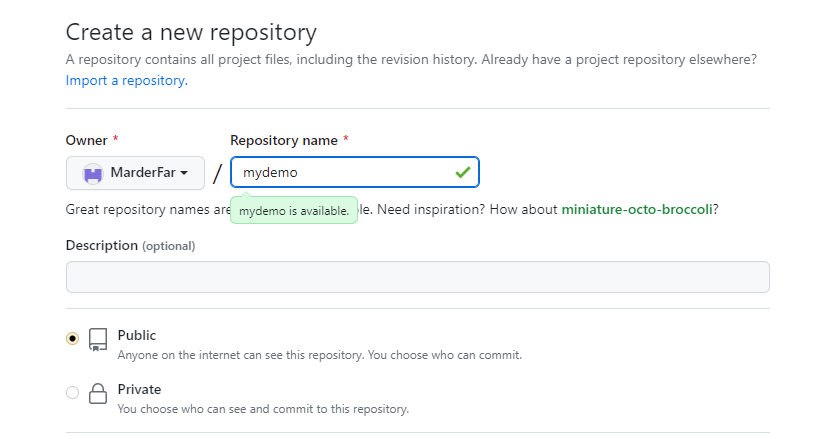 Create a new repository
A repository contains all project files, including the revision history. Already have a project repository elsewhere?
Import a repository.
Owner * Repository name *
MarderFar / mydemo
Great repository names are le. Need inspiration? How about miniature-octo-broccoli?
mydemo is available.
Description (optional)
Public
Anyone on the internet can see this repository. You choose who can commit.
Private
You choose who can see and commit to this repository.